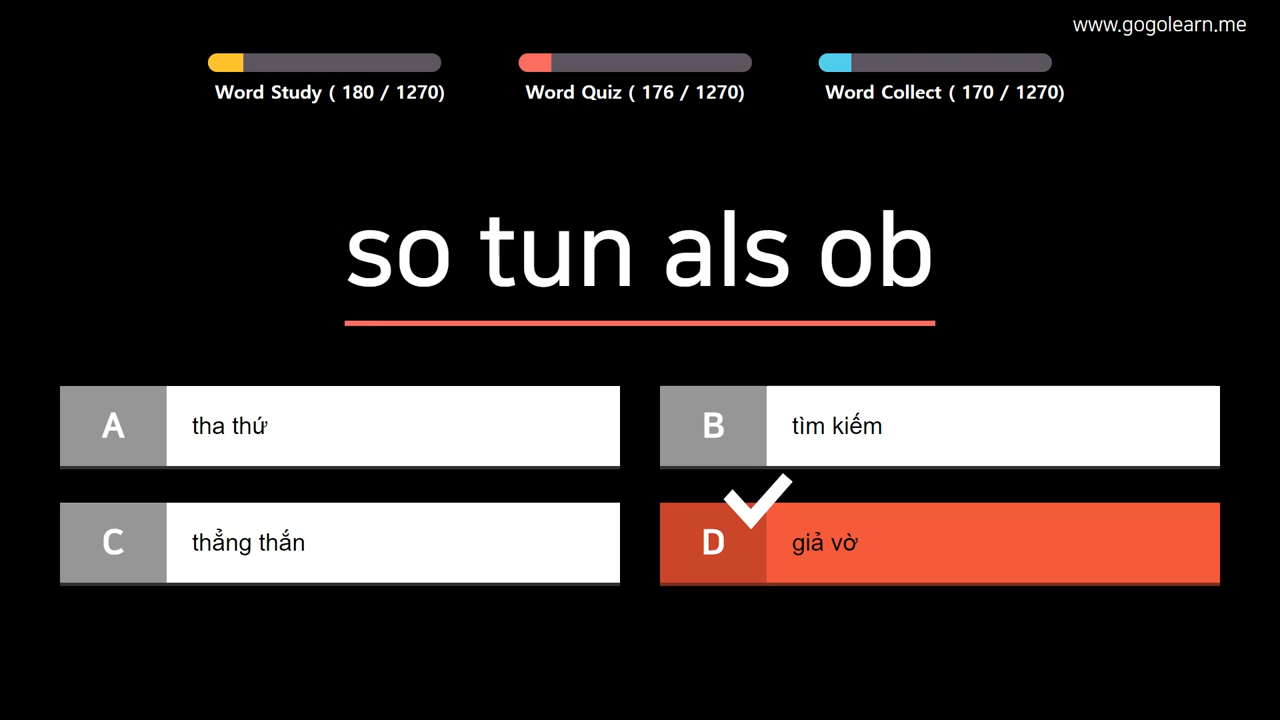 www.gogolearn.me
Word Study ( 180 / 1270)
Word Quiz ( 176 / 1270)
Word Collect ( 170 / 1270)
so tun als ob
A tha thứ
B tìm kiếm
C thẳng thắn
D giả vờ